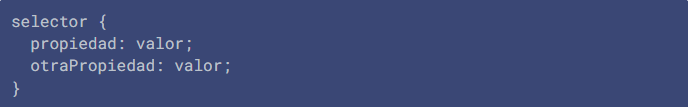 selector {
  propiedad: valor;
  otraPropiedad: valor;
}